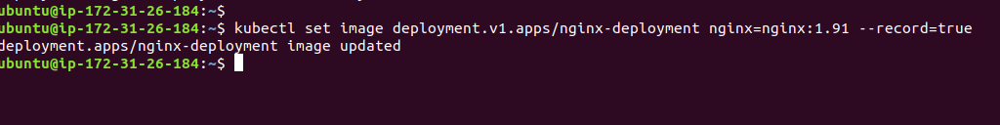 ubuntu@ip-172-31-26-184:~$
ubuntu@ip-172-31-26-184:~$ kubectl set image deployment.v1.apps/nginx-deployment nginx=nginx:1.91 --record=true
deployment.apps/nginx-deployment image updated
ubuntu@ip-172-31-26-184:~$